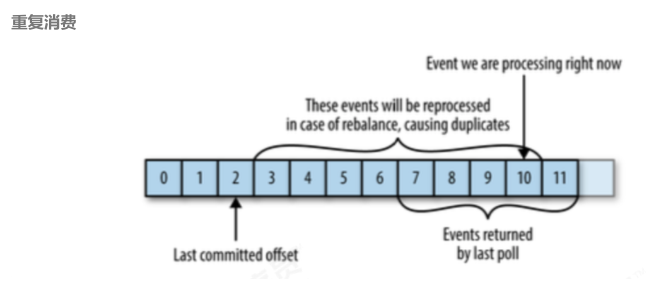 重复消费
Event we are processing right now
These events will be reprocessed
in case of rebalance, causing duplicates
0 1 2 3 4 5 6 7 8 9 10 11
Last committed offset
Events returned
by last poll